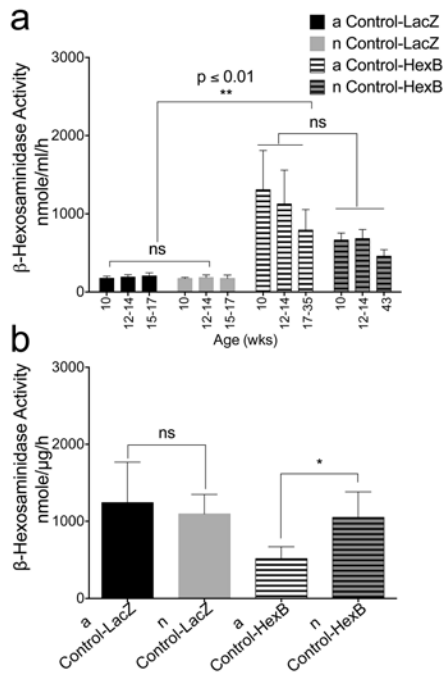 a
a Control-LacZ
n Control-LacZ
a Control-HexB
n Control-HexB
β-Hexosaminidase Activity
nmole/ml/h
3000
2000
1000
0
p ≤ 0.01
**
ns
ns
10
12-14
15-17
10
12-14
15-17
10
12-14
17-35
10
12-14
43
Age (wks)
b
β-Hexosaminidase Activity
nmole/µg/h
3000
2000
1000
0
ns
*
a
Control-LacZ
n
Control-LacZ
a
Control-HexB
n
Control-HexB